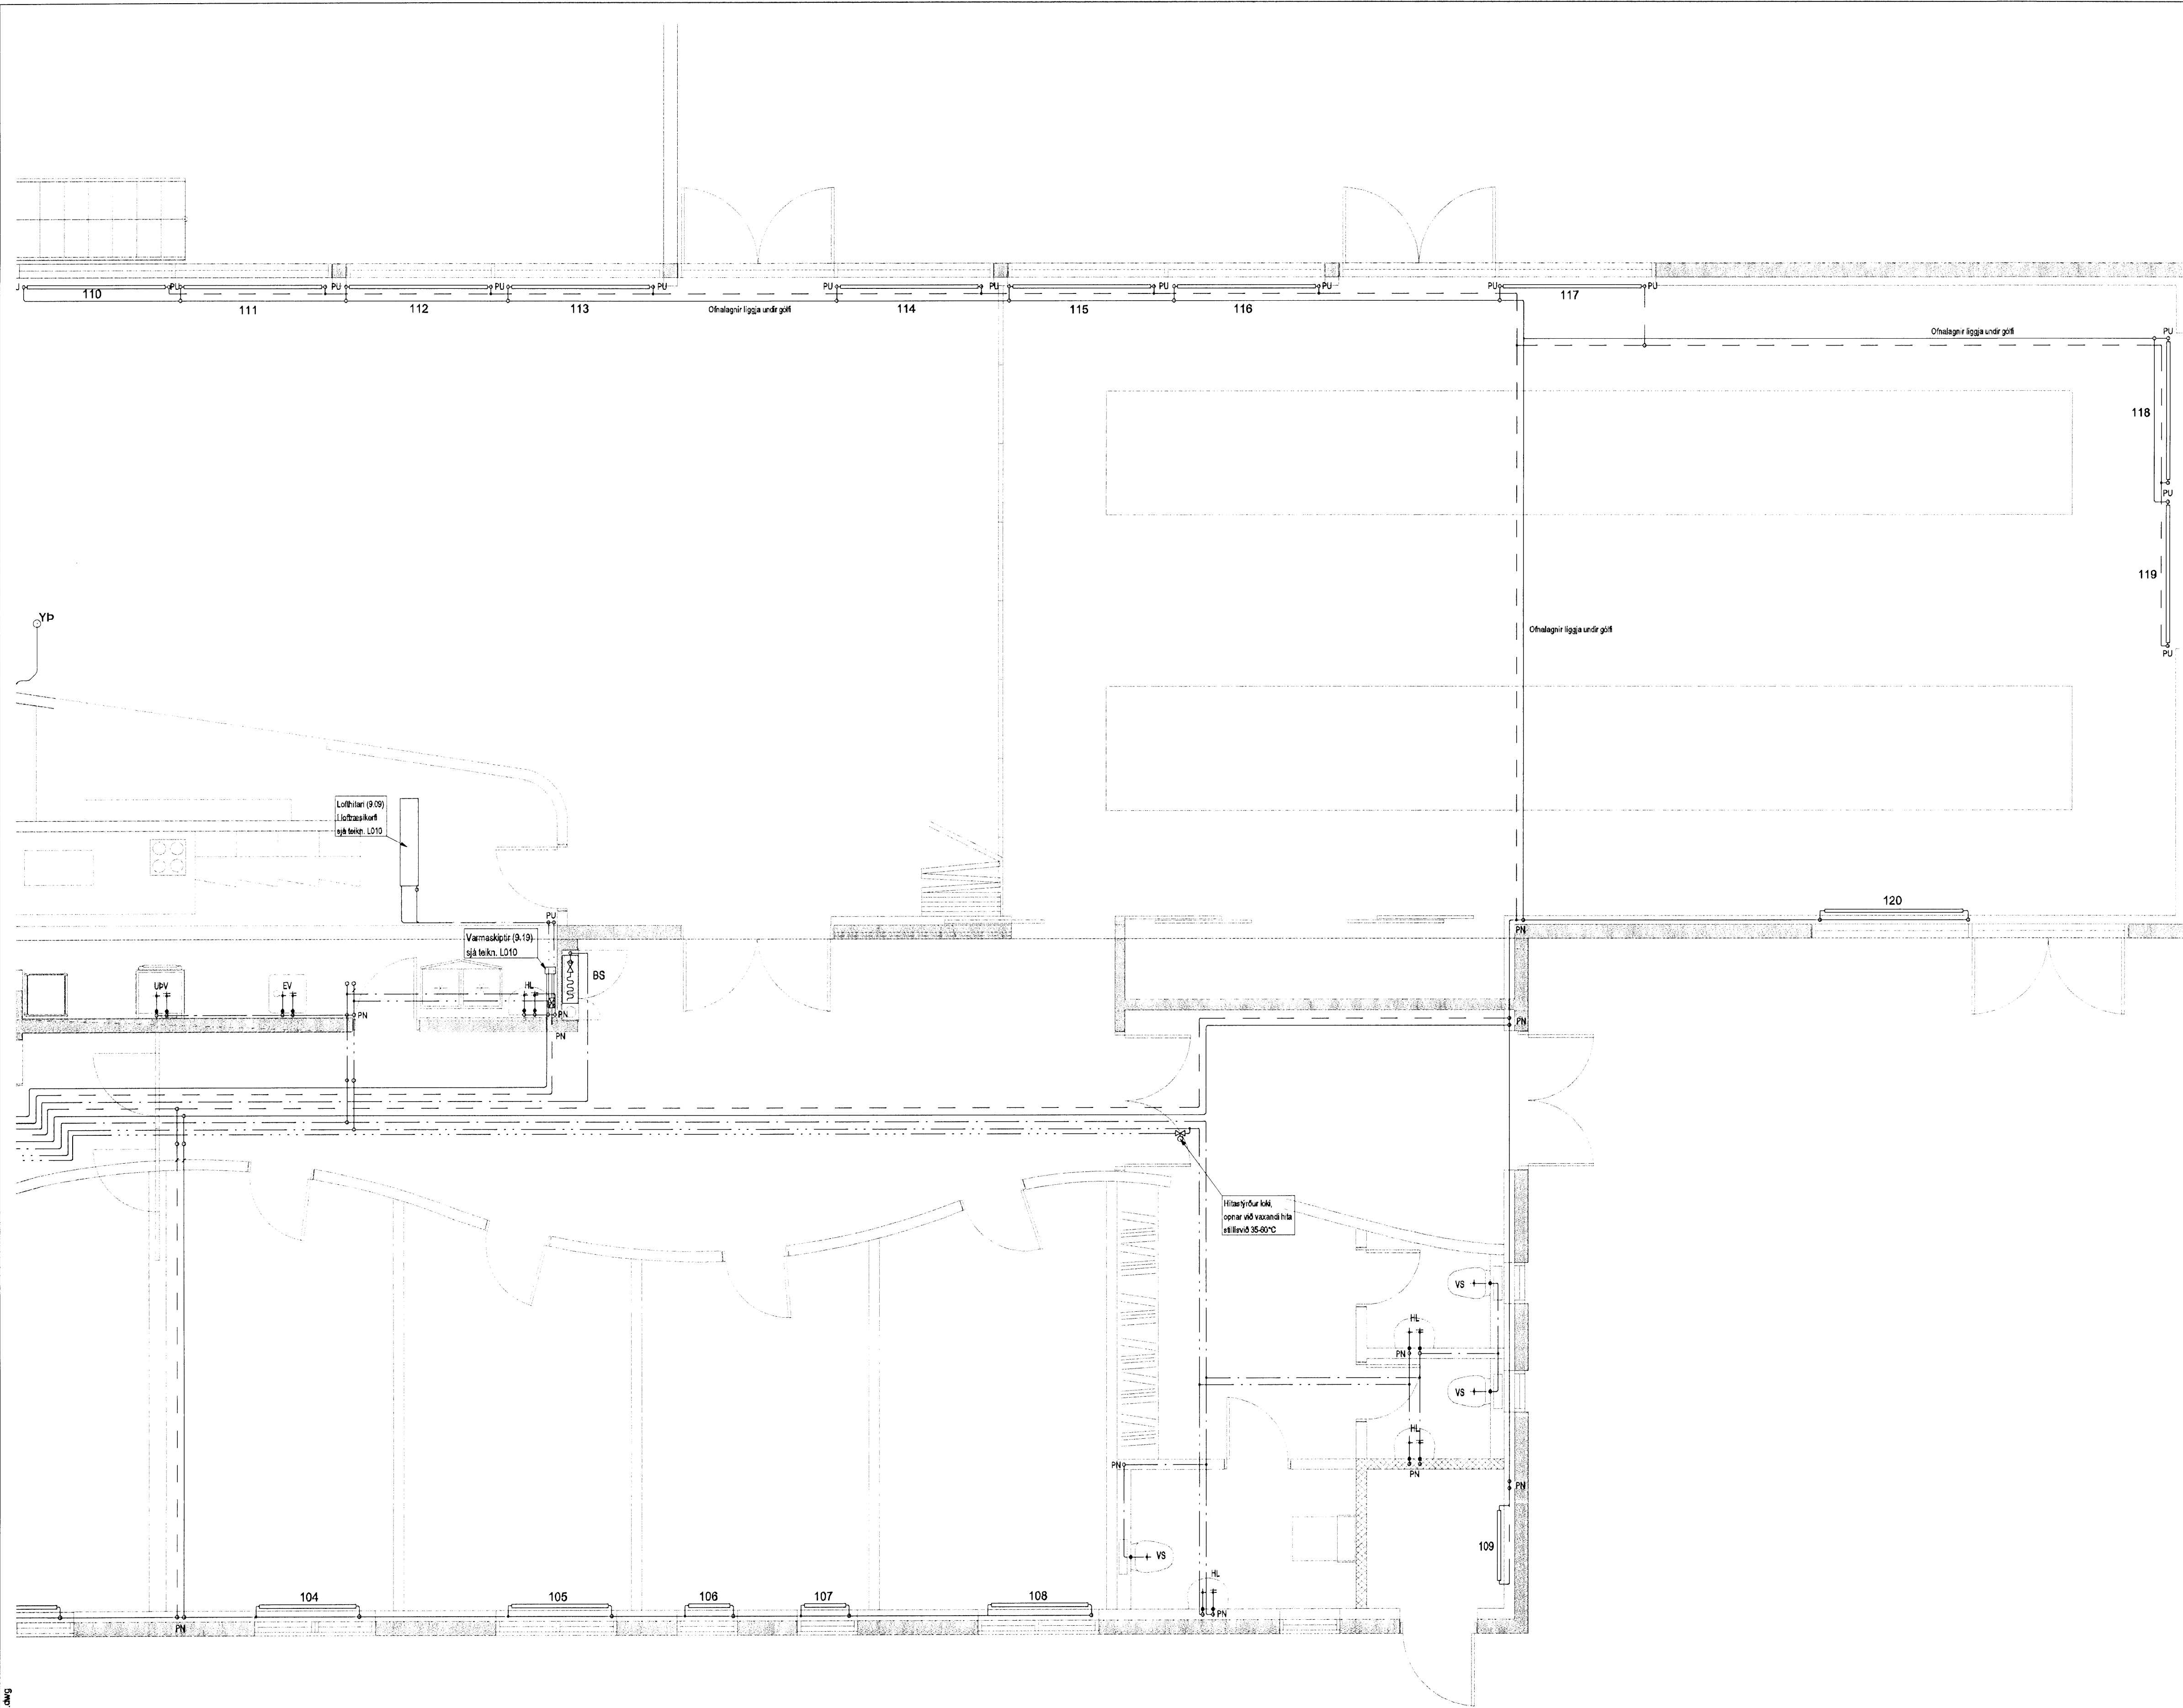 J
110
PU
111
PU
112
PU
113
PU
Ofnalagnir liggja undir gólfi
PU
114
PU
115
PU
116
PU
PU
117
PU
Ofnalagnir liggja undir gólfi
PU
118
PU
119
PU
YÞ
Ofnalagnir liggja undir gólfi
Lofthitari (9.09)
í loftræsikerfi
sjá teikn. L010
120
PU
Varmaskiptir (9.19)
sjá teikn. L010
PN
BS
UÞV
EV
HL
PN
PN
PN
PN
Hitastýrður loki,
opnar við vaxandi hita
stillisvið 35-60°C
VS
HL
PN
VS
HL
PN
PN
PN
109
VS
HL
PN
104
105
106
107
108
PN
.dwg